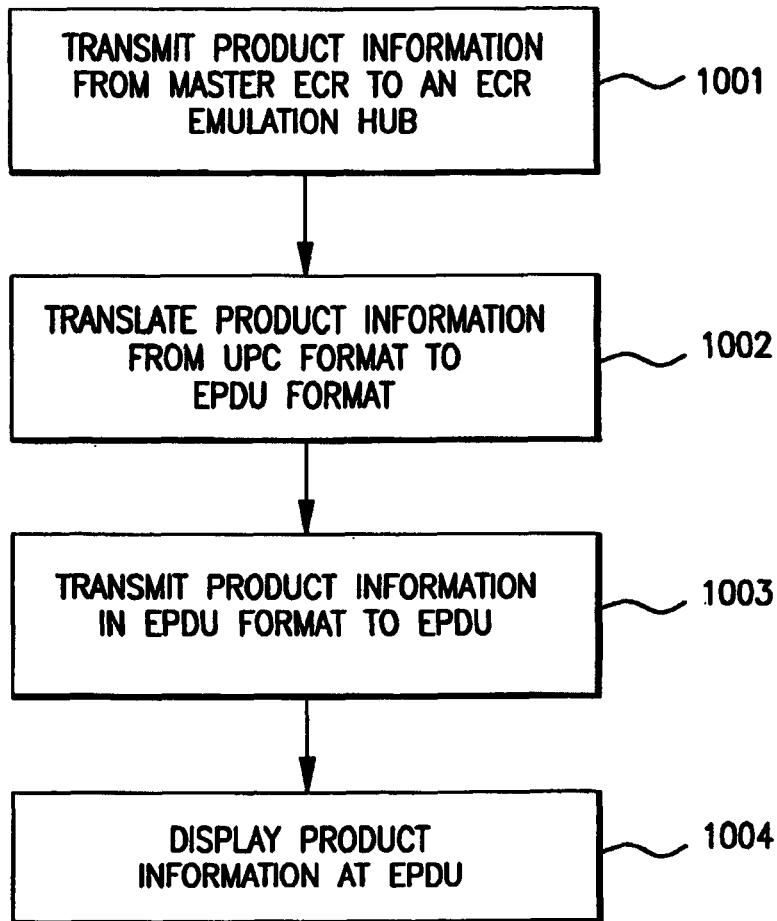 TRANSMIT PRODUCT INFORMATION
FROM MASTER ECR TO AN ECR
EMULATION HUB
1001
TRANSLATE PRODUCT INFORMATION
FROM UPC FORMAT TO
EPDU FORMAT
1002
TRANSMIT PRODUCT INFORMATION
IN EPDU FORMAT TO EPDU
1003
DISPLAY PRODUCT
INFORMATION AT EPDU
1004